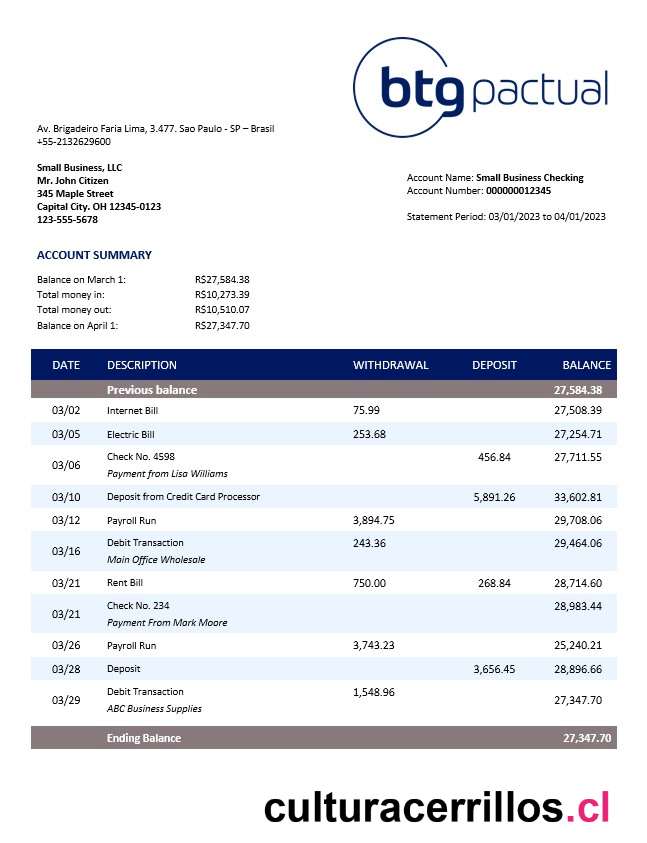 btg pactual
Av. Brigadeiro Faria Lima, 3.477. Sao Paulo - SP – Brasil
+55-2132629600
Small Business, LLC
Mr. John Citizen
345 Maple Street
Capital City. OH 12345-0123
123-555-5678
Account Name: Small Business Checking
Account Number: 000000012345
Statement Period: 03/01/2023 to 04/01/2023
ACCOUNT SUMMARY
Balance on March 1: R$27,584.38
Total money in: R$10,273.39
Total money out: R$10,510.07
Balance on April 1: R$27,347.70
DATE DESCRIPTION WITHDRAWAL DEPOSIT BALANCE
Previous balance 27,584.38
03/02 Internet Bill 75.99 27,508.39
03/05 Electric Bill 253.68 27,254.71
03/06 Check No. 4598 456.84 27,711.55
Payment from Lisa Williams
03/10 Deposit from Credit Card Processor 5,891.26 33,602.81
03/12 Payroll Run 3,894.75 29,708.06
03/16 Debit Transaction 243.36 29,464.06
Main Office Wholesale
03/21 Rent Bill 750.00 268.84 28,714.60
03/21 Check No. 234 28,983.44
Payment From Mark Moore
03/26 Payroll Run 3,743.23 25,240.21
03/28 Deposit 3,656.45 28,896.66
03/29 Debit Transaction 1,548.96 27,347.70
ABC Business Supplies
Ending Balance 27,347.70
culturacerrillos.cl